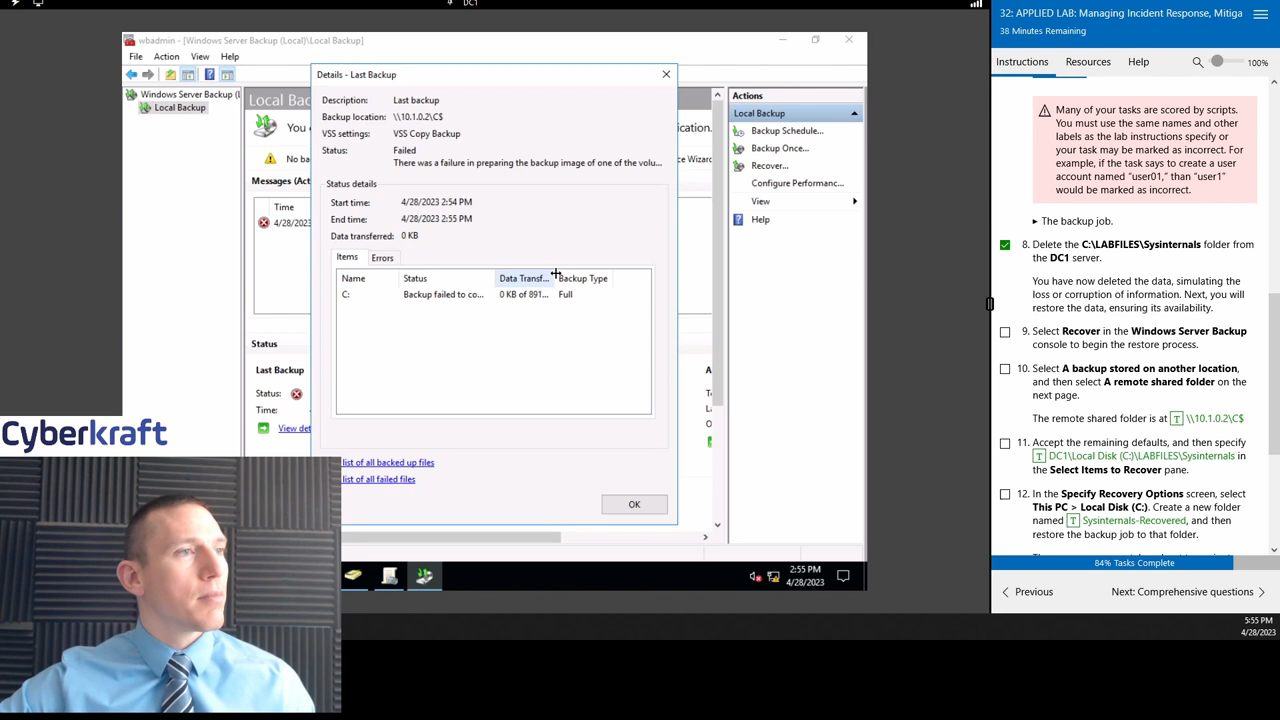 DC1
wbadmin - [Windows Server Backup (Local)\Local Backup]
File Action View Help
Windows Server Backup (l
Local Backup
Local Bac
You
ication.
No ba
e Wizard
Messages (Act
Time
4/28/2023
Status
Last Backup
Status:
Time:
View det
Details - Last Backup
Description: Last backup
Backup location: \\10.1.0.2\C$
VSS settings: VSS Copy Backup
Status: Failed
There was a failure in preparing the backup image of one of the volu...
Status details
Start time: 4/28/2023 2:54 PM
End time: 4/28/2023 2:55 PM
Data transferred: 0 KB
Items Errors
Name Status Data Transf... Backup Type
C: Backup failed to co... 0 KB of 891... Full
list of all backed up files
list of all failed files
OK
Actions
Local Backup
Backup Schedule...
Backup Once...
Recover...
Configure Performanc...
View
Help
2:55 PM
4/28/2023
Cyberkraft
32: APPLIED LAB: Managing Incident Response, Mitiga
38 Minutes Remaining
Instructions Resources Help 100%
Many of your tasks are scored by scripts.
You must use the same names and other
labels as the lab instructions specify or
your task may be marked as incorrect. For
example, if the task says to create a user
account named “user01,” than “user1”
would be marked as incorrect.
The backup job.
8. Delete the C:\LABFILES\Sysinternals folder from
the DC1 server.
You have now deleted the data, simulating the
loss or corruption of information. Next, you will
restore the data, ensuring its availability.
9. Select Recover in the Windows Server Backup
console to begin the restore process.
10. Select A backup stored on another location,
and then select A remote shared folder on the
next page.
The remote shared folder is at T \\10.1.0.2\C$
11. Accept the remaining defaults, and then specify
T DC1\Local Disk (C:)\LABFILES\Sysinternals in
the Select Items to Recover pane.
12. In the Specify Recovery Options screen, select
This PC > Local Disk (C:). Create a new folder
named T Sysinternals-Recovered, and then
restore the backup job to that folder.
84% Tasks Complete
Previous Next: Comprehensive questions
5:55 PM
4/28/2023